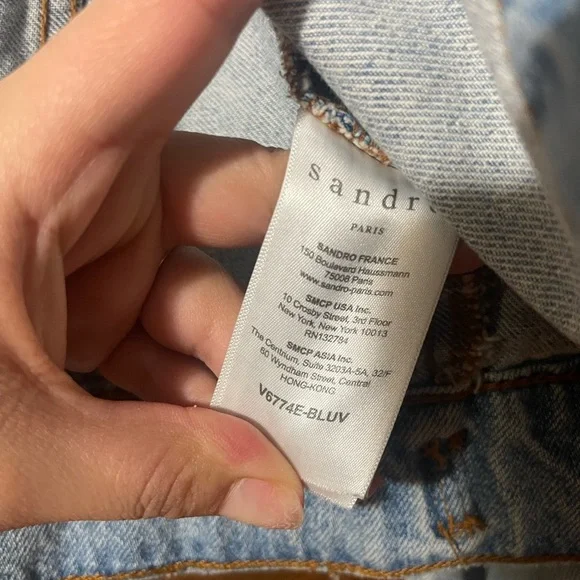 sandro
PARIS
SANDRO FRANCE
150 Boulevard Haussmann
75008 Paris
www.sandro-paris.com
SMCP USA Inc.
10 Crosby Street, 3rd Floor
New York, New York 10013
RN132784
SMCP ASIA Inc.
The Centrium, Suite 3203A-5A, 32/F
60 Wyndham Street, Central
HONG-KONG
V6774E-BLUV